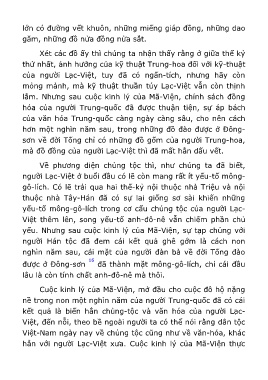 lớn có đường vết khuôn, những miếng giáp đồng, những dao
găm, những đồ nửa đồng nửa sắt.
Xét các đồ ấy thì chúng ta nhận thấy rằng ở giữa thế kỷ
thứ nhất, ảnh hưởng của kỹ thuật Trung-hoa đối với kỹ-thuật
của người Lạc-Việt, tuy đã có ngấn-tích, nhưng hãy còn
mỏng mảnh, mà kỹ thuật thuần túy Lạc-Việt vẫn còn thịnh
lắm. Nhưng sau cuộc kinh lý của Mã-Viện, chính sách đồng
hóa của người Trung-quốc đã được thuận tiện, sự áp bách
của văn hóa Trung-quốc càng ngày càng sâu, cho nên cách
hơn một nghìn năm sau, trong những đồ đào được ở Đông-
sơn về đời Tống chỉ có những đồ gốm của người Trung-hoa,
mà đồ đồng của người Lạc-Việt thì đã mất hẳn dấu vết.
Về phương diện chúng tộc thì, như chúng ta đã biết,
người Lạc-Việt ở buổi đầu có lẽ còn mang rất ít yếu-tố mông-
gô-lích. Có lẽ trải qua hai thế-kỷ nội thuộc nhà Triệu và nội
thuộc nhà Tây-Hán đã có sự lai giống sơ sài khiến những
yếu-tố mông-gô-lích trong cơ cấu chủng tộc của người Lạc-
Việt thêm lên, song yếu-tố anh-đô-nê vẫn chiếm phần chủ
yếu. Nhưng sau cuộc kinh lý của Mã-Viện, sự tạp chủng với
người Hán tộc đã đem cái kết quả ghê gớm là cách non
nghìn năm sau, cái mặt của người đàn bà về đời Tống đào
được ở Đông-sơn 16 đã thành mặt mông-gô-lích, chỉ cái đầu
lâu là còn tính chất anh-đô-nê mà thôi.
Cuộc kinh lý của Mã-Viện, mở đầu cho cuộc đô hộ nặng
nề trong non một nghìn năm của người Trung-quốc đã có cái
kết quả là biến hẳn chủng-tộc và văn hóa của người Lạc-
Việt, đến nỗi, theo bề ngoài người ta có thể nói rằng dân tộc
Việt-Nam ngày nay về chủng tộc cũng như về văn-hóa, khác
hẳn với người Lạc-Việt xưa. Cuộc kinh lý của Mã-Viện thực